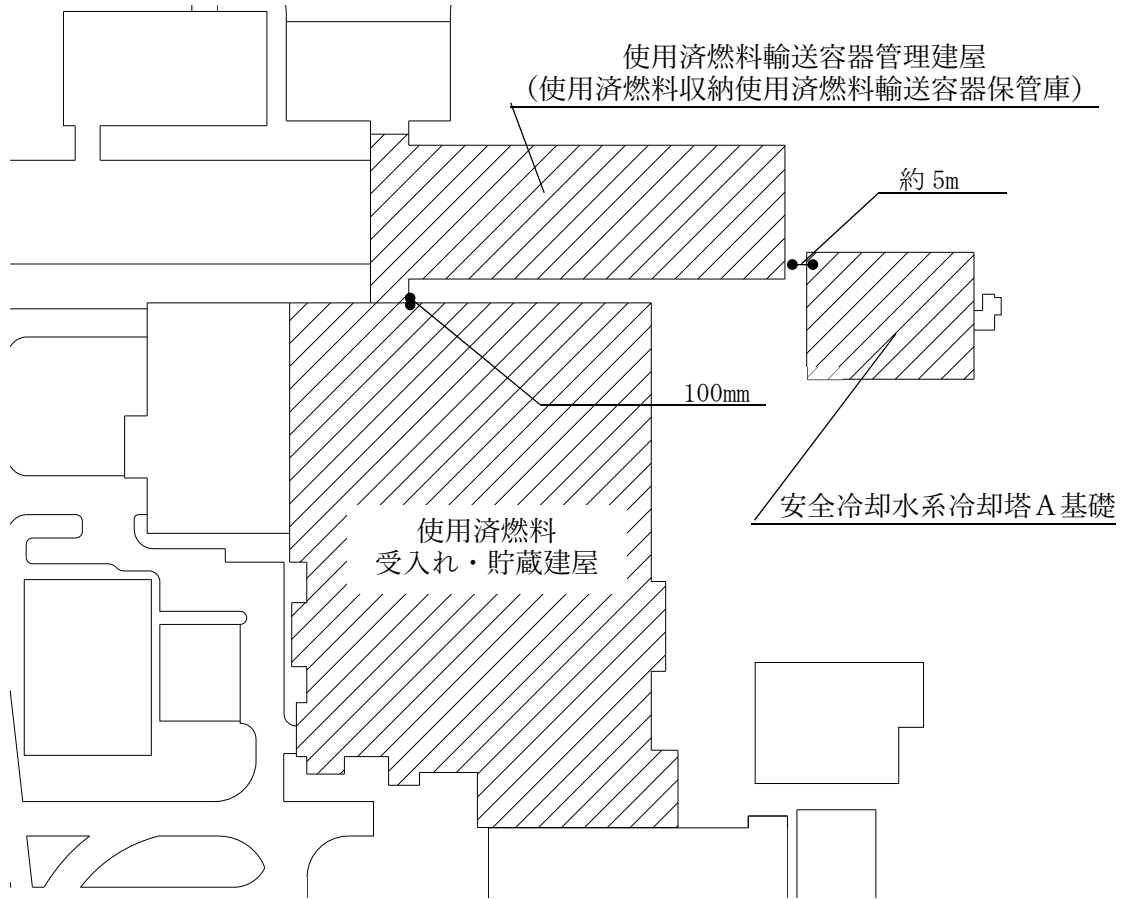 使用済燃料輸送容器管理建屋
(使用済燃料収納使用済燃料輸送容器保管庫)
約 5m
100mm
安全冷却水系冷却塔A基礎
使用済燃料
受入れ・貯蔵建屋